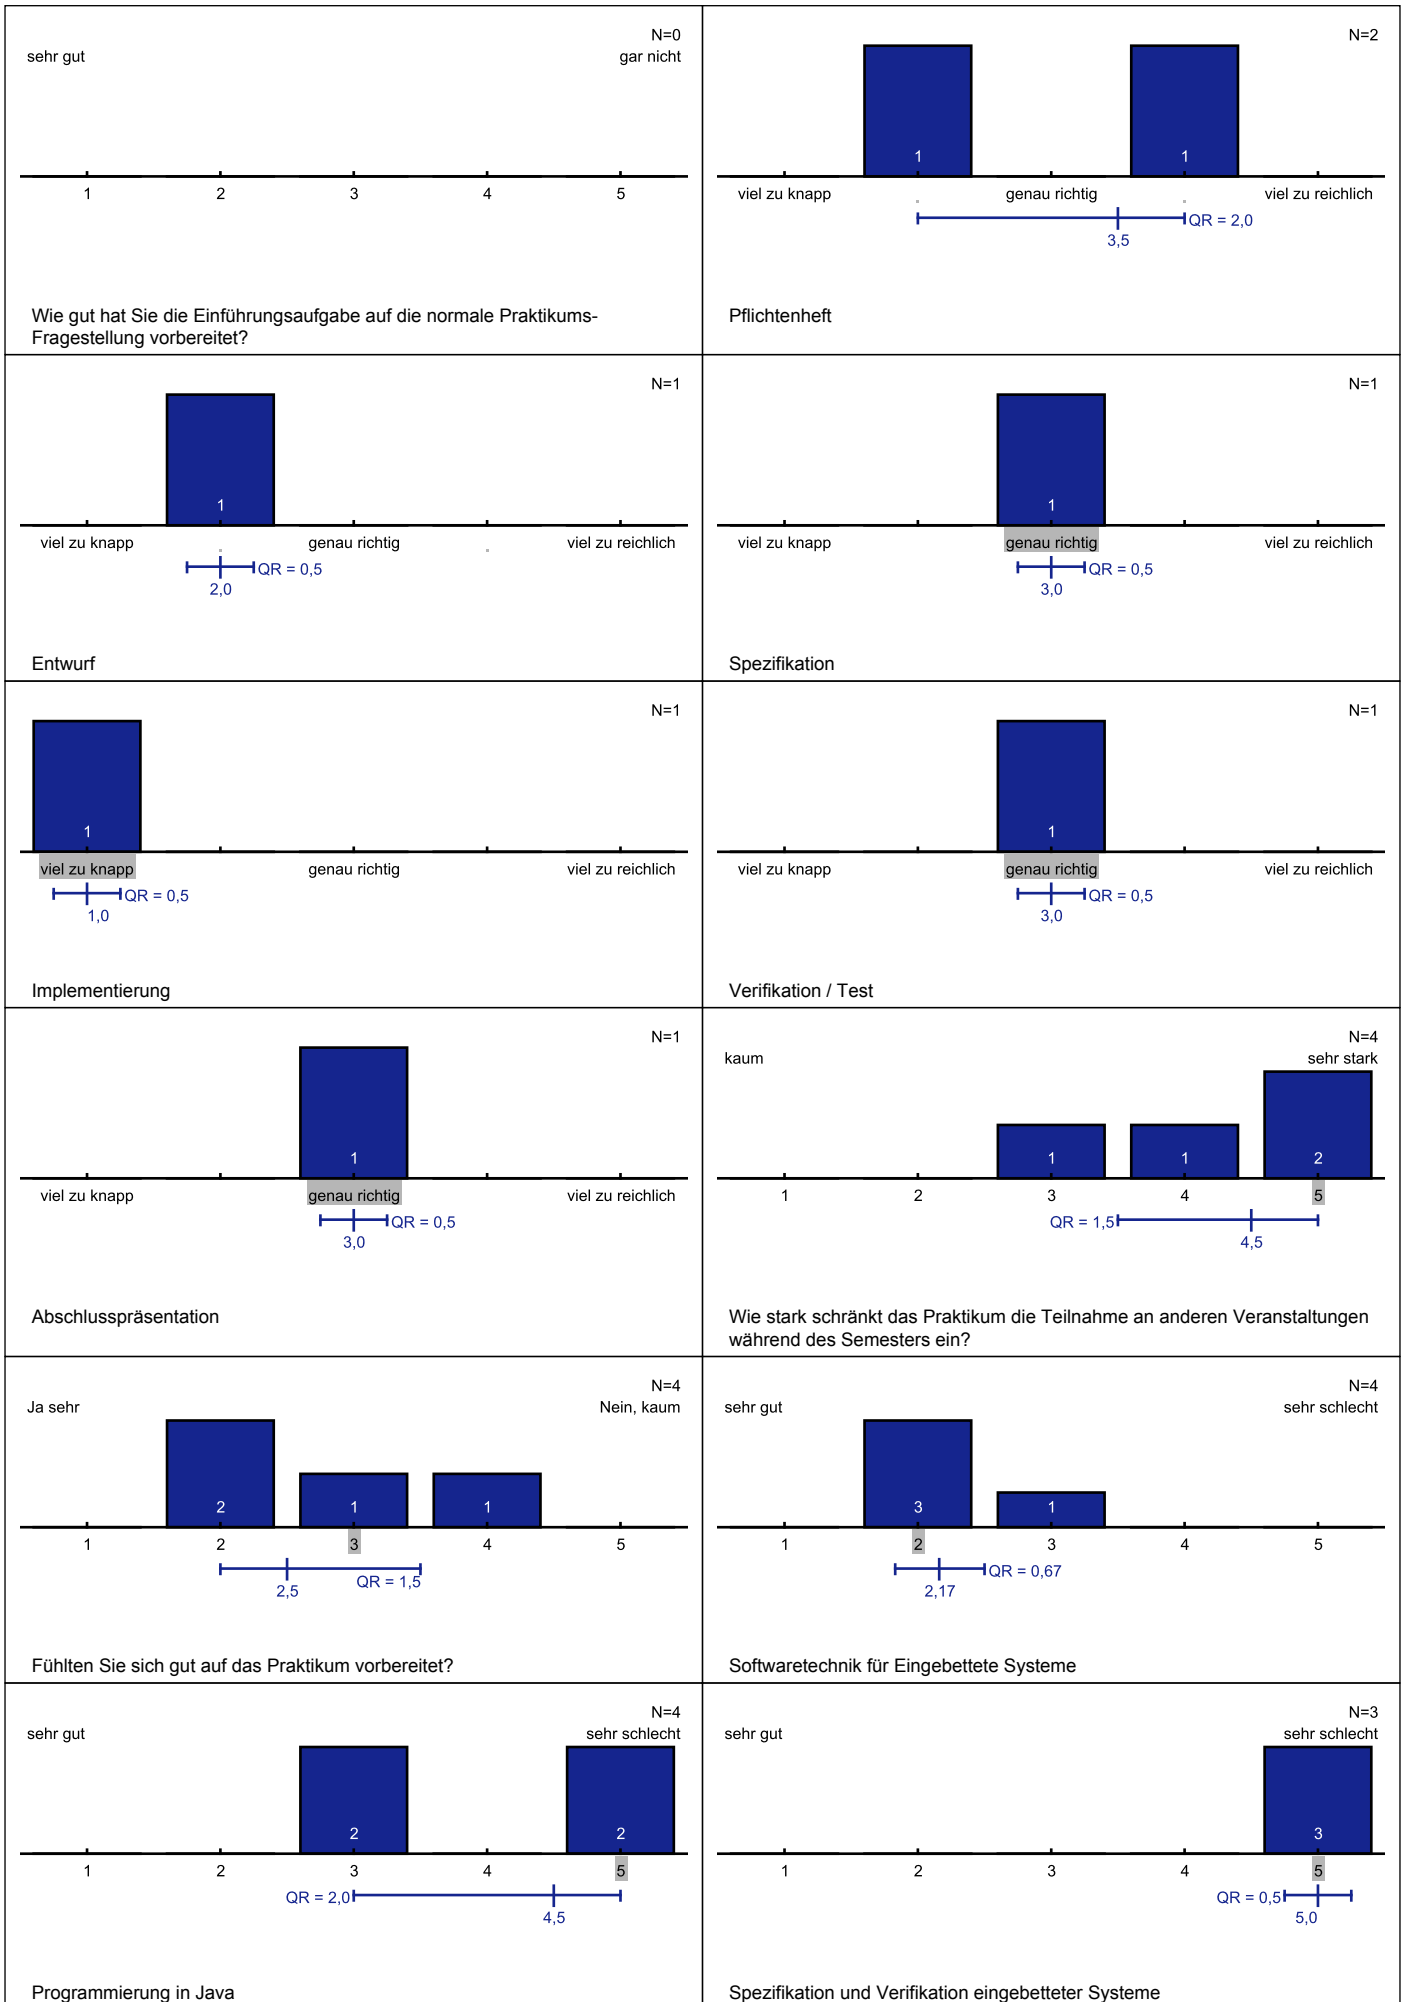 N=0
sehr gut
gar nicht
1 2 3 4 5
Wie gut hat Sie die Einführungsaufgabe auf die normale Praktikums-
Fragestellung vorbereitet?
N=2
1 1
viel zu knapp genau richtig viel zu reichlich
QR = 2,0
3,5
Pflichtenheft
N=1
1
viel zu knapp genau richtig viel zu reichlich
QR = 0,5
2,0
Entwurf
N=1
1
viel zu knapp genau richtig viel zu reichlich
QR = 0,5
3,0
Spezifikation
N=1
1
viel zu knapp genau richtig viel zu reichlich
QR = 0,5
1,0
Implementierung
N=1
1
viel zu knapp genau richtig viel zu reichlich
QR = 0,5
3,0
Verifikation / Test
N=1
1
viel zu knapp genau richtig viel zu reichlich
QR = 0,5
3,0
Abschlusspräsentation
N=4
kaum sehr stark
1 1 2
1 2 3 4 5
QR = 1,5
4,5
Wie stark schränkt das Praktikum die Teilnahme an anderen Veranstaltungen
während des Semesters ein?
N=4
Ja sehr Nein, kaum
2 1 1
1 2 3 4 5
QR = 1,5
2,5
Fühlten Sie sich gut auf das Praktikum vorbereitet?
N=4
sehr gut sehr schlecht
3 1
1 2 3 4 5
QR = 0,67
2,17
Softwaretechnik für Eingebettete Systeme
N=4
sehr gut sehr schlecht
2 2
1 2 3 4 5
QR = 2,0
4,5
Programmierung in Java
N=3
sehr gut sehr schlecht
3
1 2 3 4 5
QR = 0,5
5,0
Spezifikation und Verifikation eingebetteter Systeme